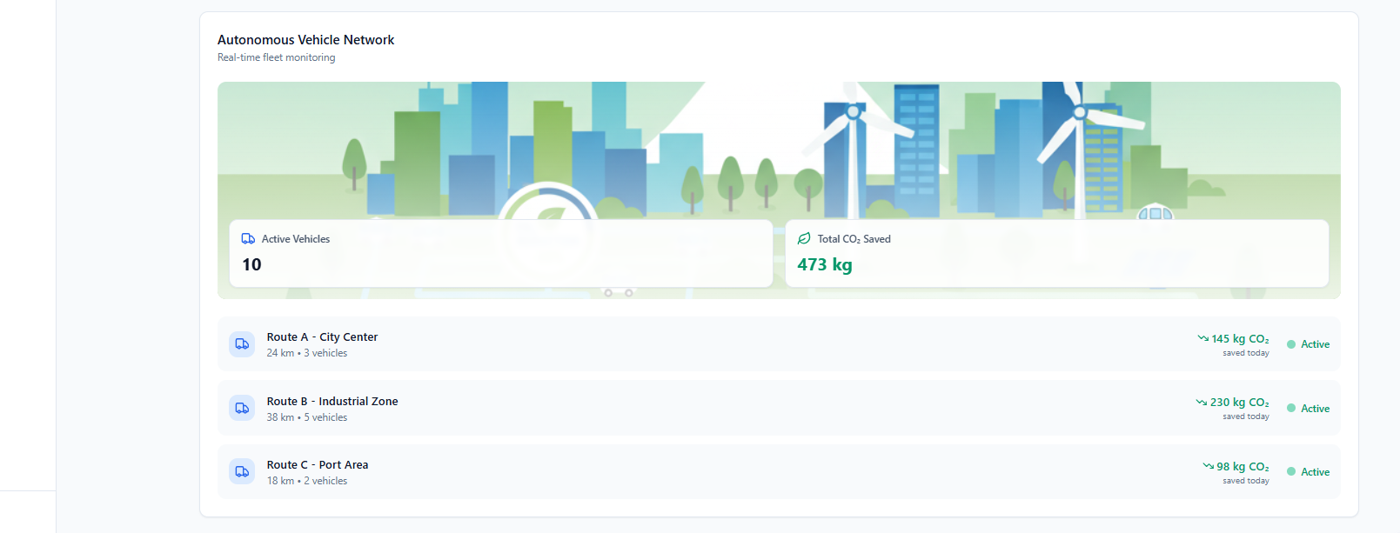 Autonomous Vehicle Network
Real-time fleet monitoring
Active Vehicles
10
Total CO₂ Saved
473 kg
Route A - City Center
24 km • 3 vehicles
145 kg CO₂
saved today
Active
Route B - Industrial Zone
38 km • 5 vehicles
230 kg CO₂
saved today
Active
Route C - Port Area
18 km • 2 vehicles
98 kg CO₂
saved today
Active